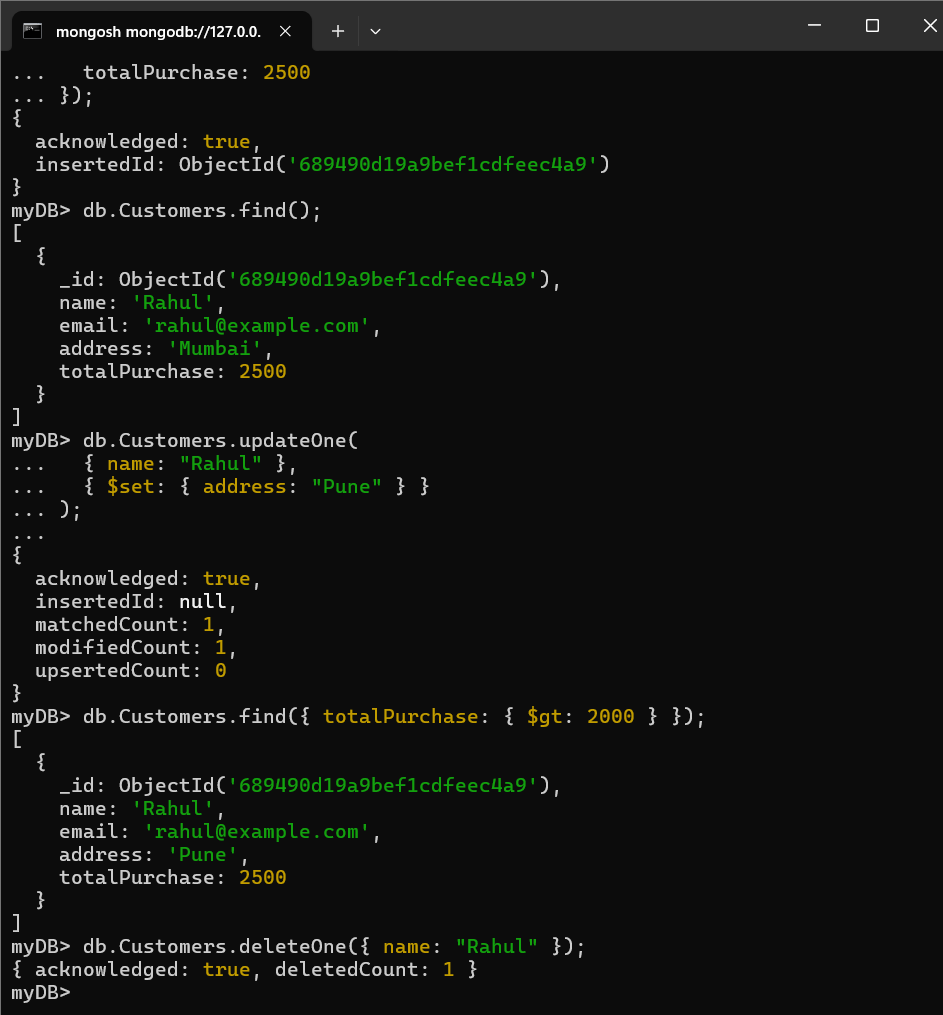 mongosh mongodb://127.0.0.
...   totalPurchase: 2500
... });
{
  acknowledged: true,
  insertedId: ObjectId('689490d19a9bef1cdfeec4a9')
}
myDB> db.Customers.find();
[
  {
    _id: ObjectId('689490d19a9bef1cdfeec4a9'),
    name: 'Rahul',
    email: 'rahul@example.com',
    address: 'Mumbai',
    totalPurchase: 2500
  }
]
myDB> db.Customers.updateOne(
...   { name: "Rahul" },
...   { $set: { address: "Pune" } }
... );
...
{
  acknowledged: true,
  insertedId: null,
  matchedCount: 1,
  modifiedCount: 1,
  upsertedCount: 0
}
myDB> db.Customers.find({ totalPurchase: { $gt: 2000 } });
[
  {
    _id: ObjectId('689490d19a9bef1cdfeec4a9'),
    name: 'Rahul',
    email: 'rahul@example.com',
    address: 'Pune',
    totalPurchase: 2500
  }
]
myDB> db.Customers.deleteOne({ name: "Rahul" });
{ acknowledged: true, deletedCount: 1 }
myDB>